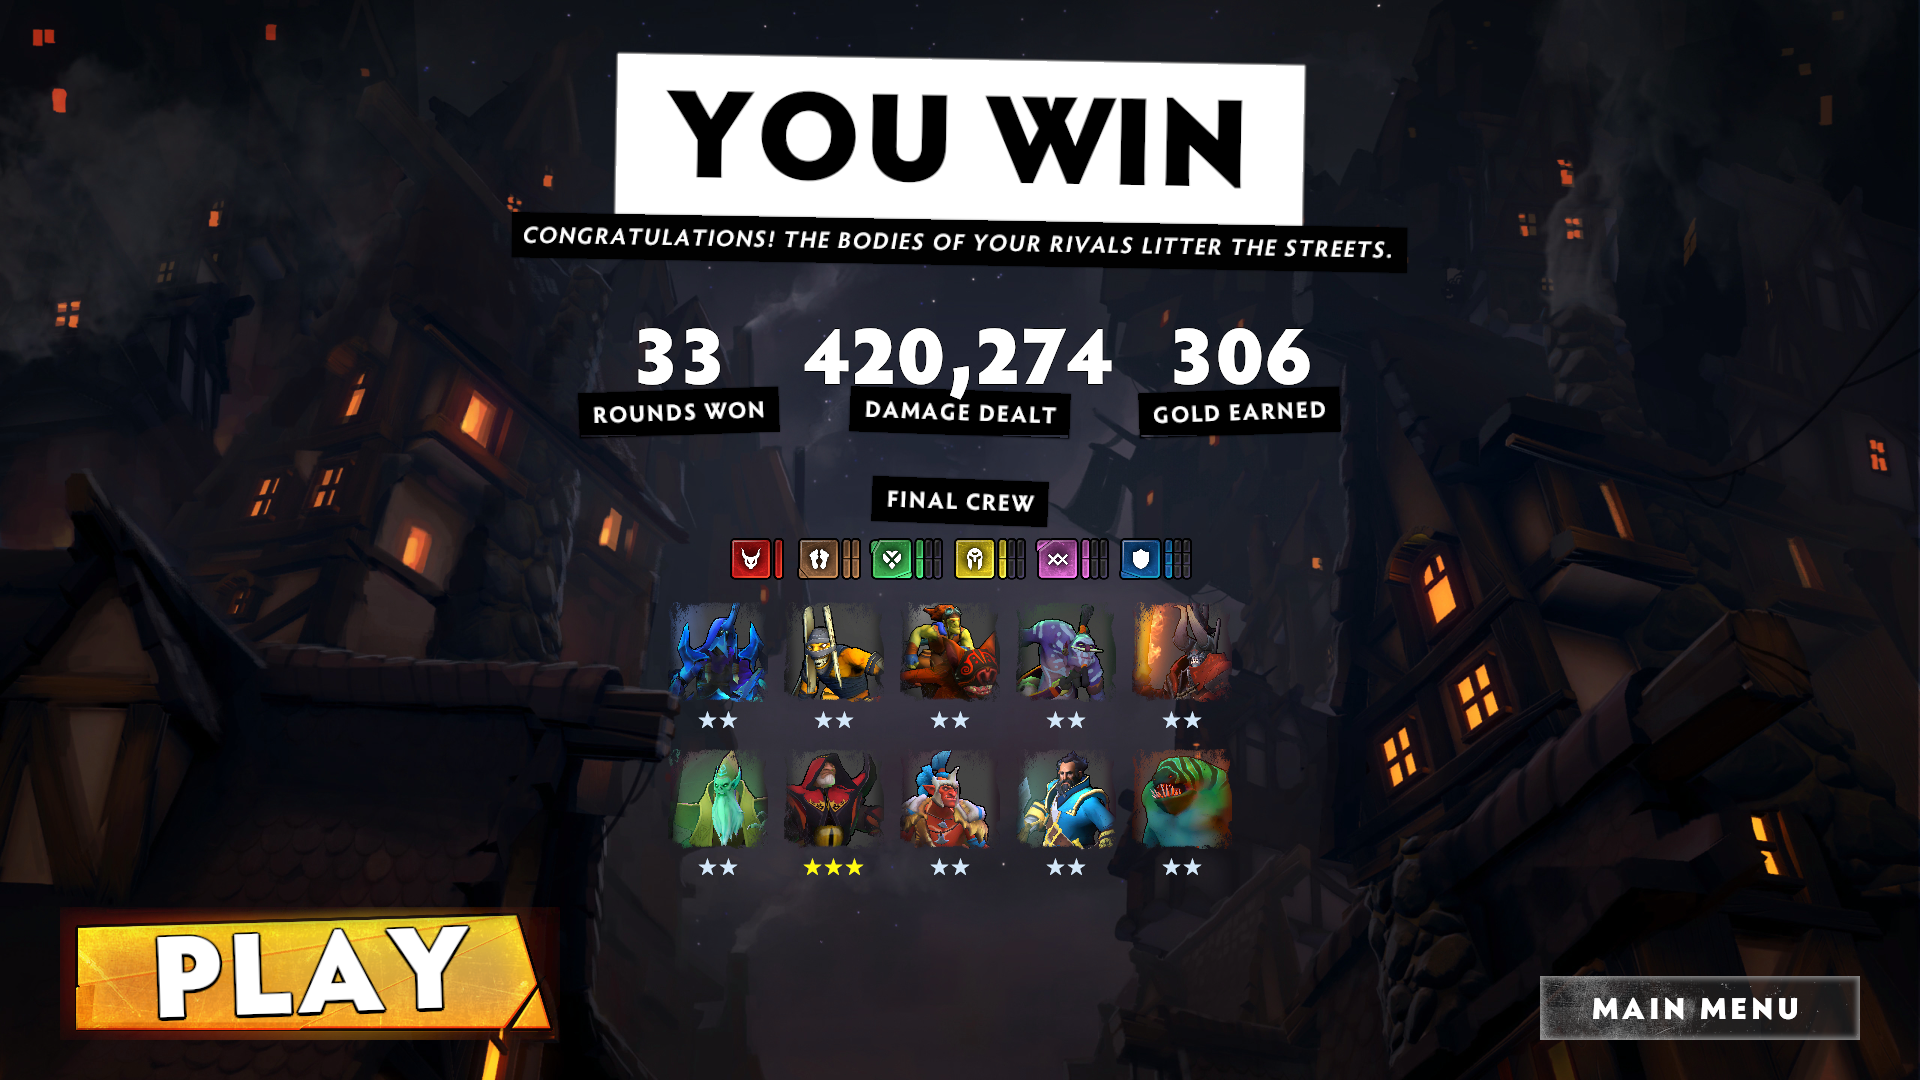 YOU WIN
CONGRATULATIONS! THE BODIES OF YOUR RIVALS LITTER THE STREETS.
33 420,274 306
ROUNDS WON DAMAGE DEALT GOLD EARNED
FINAL CREW
PLAY
MAIN MENU